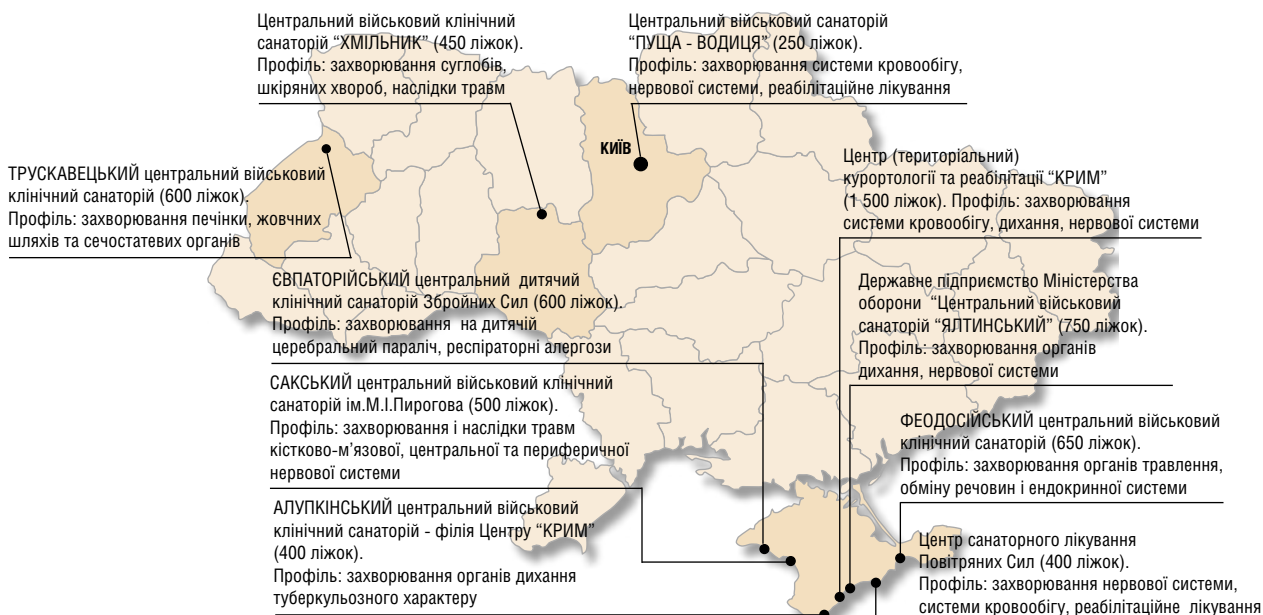 Центральний військовий клінічний
санаторій “ХМІЛЬНИК” (450 ліжок).
Профіль: захворювання суглобів,
шкіряних хвороб, наслідки травм
Центральний військовий санаторій
“ПУЩА - ВОДИЦЯ” (250 ліжок).
Профіль: захворювання системи кровообігу,
нервової системи, реабілітаційне лікування
КИЇВ
ТРУСКАВЕЦЬКИЙ центральний військовий
клінічний санаторій (600 ліжок).
Профіль: захворювання печінки, жовчних
шляхів та сечостатевих органів
Центр (територіальний)
курортології та реабілітації “КРИМ”
(1 500 ліжок). Профіль: захворювання
системи кровообігу, дихання, нервової системи
ЄВПАТОРІЙСЬКИЙ центральний дитячий
клінічний санаторій Збройних Сил (600 ліжок).
Профіль: захворювання на дитячій
церебральний параліч, респіраторні алергози
Державне підприємство Міністерства
оборони “Центральний військовий
санаторій “ЯЛТИНСЬКИЙ” (750 ліжок).
Профіль: захворювання органів
дихання, нервової системи
САКСЬКИЙ центральний військовий клінічний
санаторій ім.М.І.Пирогова (500 ліжок).
Профіль: захворювання і наслідки травм
кістково-м’язової, центральної та периферичної
нервової системи
ФЕОДОСІЙСЬКИЙ центральний військовий
клінічний санаторій (650 ліжок).
Профіль: захворювання органів травлення,
обміну речовин і ендокринної системи
АЛУПКІНСЬКИЙ центральний військовий
клінічний санаторій - філія Центру “КРИМ”
(400 ліжок).
Профіль: захворювання органів дихання
туберкульозного характеру
Центр санаторного лікування
Повітряних Сил (400 ліжок).
Профіль: захворювання нервової системи,
системи кровообігу, реабілітаційне лікування